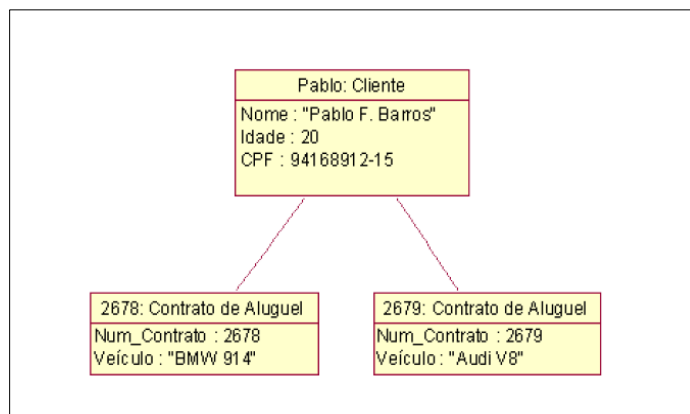 Pablo: Cliente
Nome : "Pablo F. Barros"
Idade : 20
CPF : 94168912-15
2678: Contrato de Aluguel
Num_Contrato : 2678
Veículo : "BMW 914"
2679: Contrato de Aluguel
Num_Contrato : 2679
Veículo : "Audi V8"